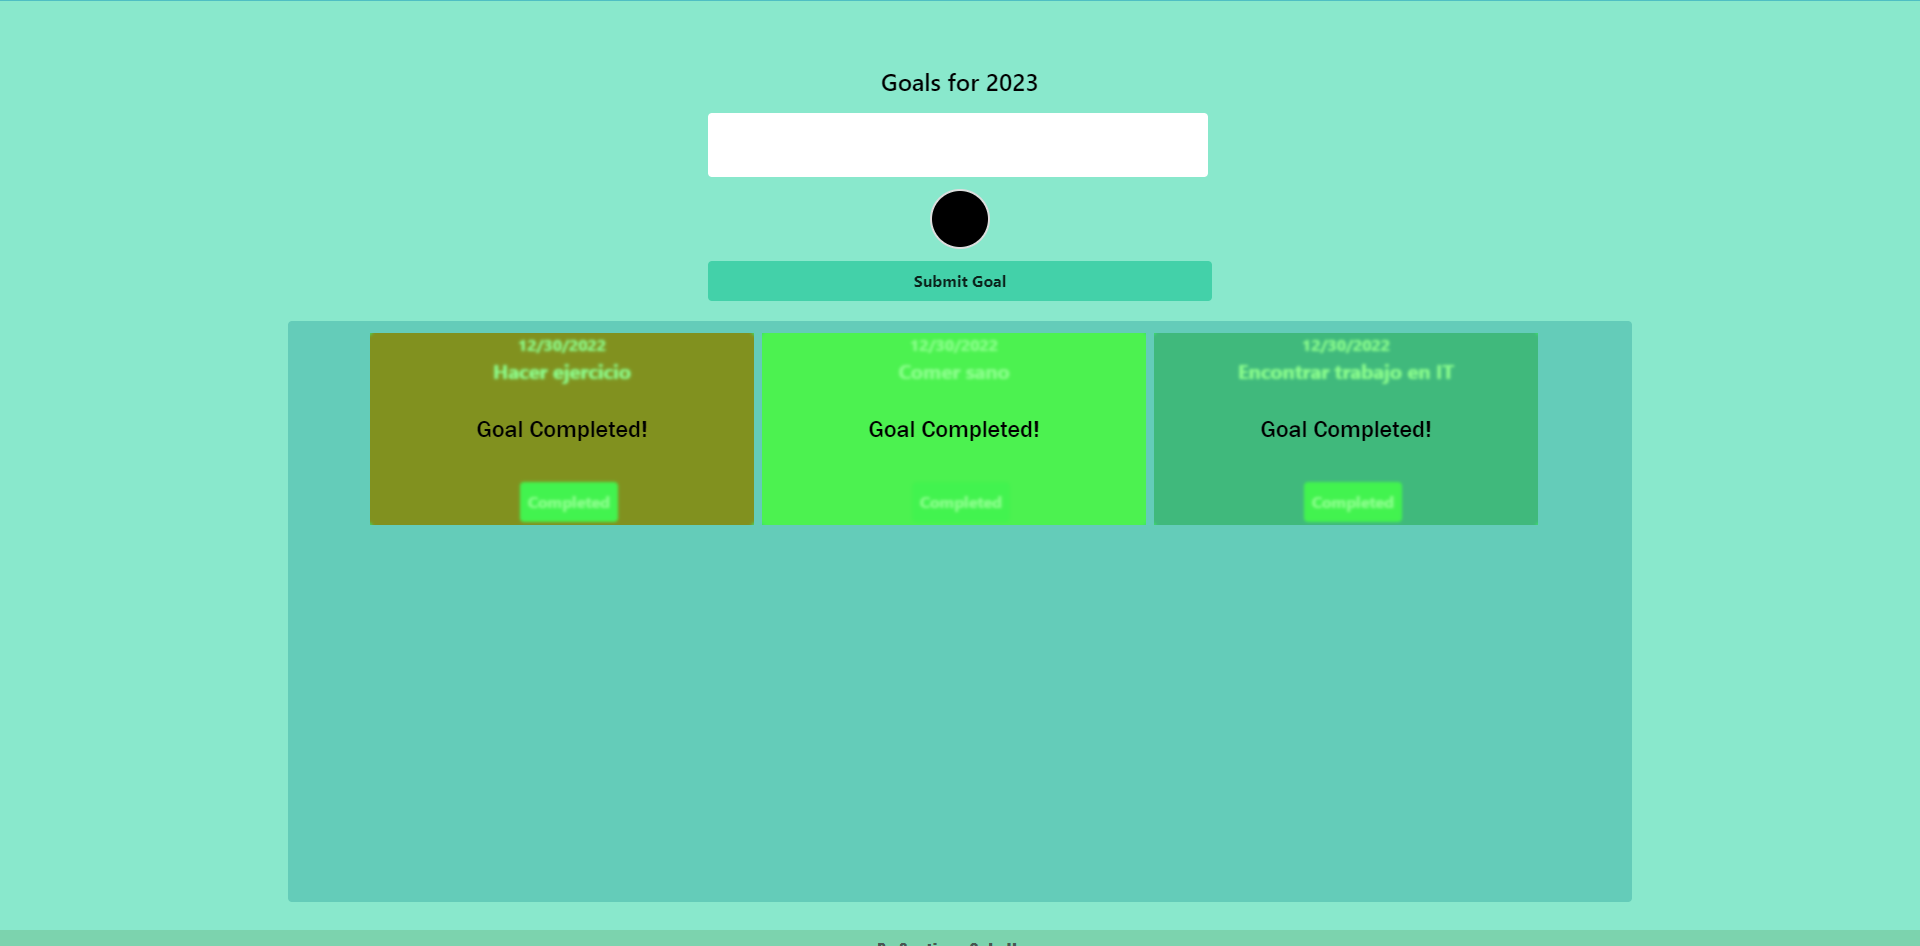 Goals for 2023
Submit Goal
12/30/2022
Hacer ejercicio
Goal Completed!
Completed
12/30/2022
Comer sano
Goal Completed!
Completed
12/30/2022
Encontrar trabajo en IT
Goal Completed!
Completed